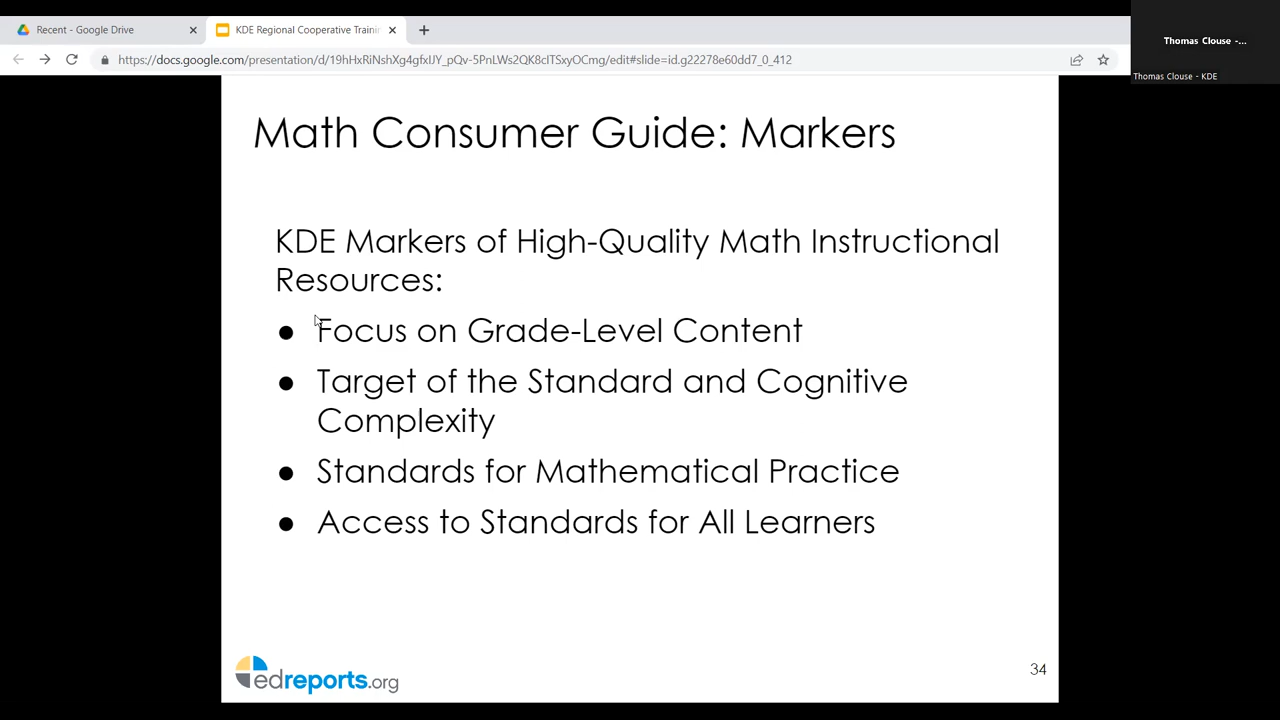 Recent - Google Drive
KDE Regional Cooperative Trainin
Thomas Clouse -...
https://docs.google.com/presentation/d/19hHxRiNshXg4gfxIJY_pQv-5PnLWs2QK8cITSxyOCmg/edit#slide=id.g22278e60dd7_0_412
Thomas Clouse - KDE
Math Consumer Guide: Markers
KDE Markers of High-Quality Math Instructional
Resources:
● Focus on Grade-Level Content
● Target of the Standard and Cognitive
Complexity
● Standards for Mathematical Practice
● Access to Standards for All Learners
edreports.org
34